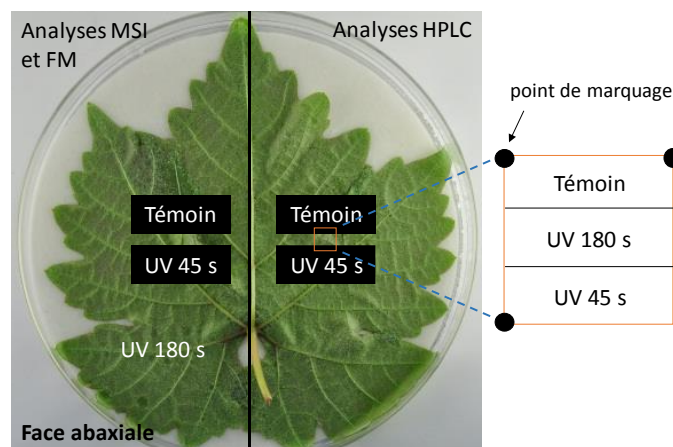 Analyses MSI
et FM
Analyses HPLC
point de marquage
Témoin
Témoin
UV 45 s
UV 45 s
UV 180 s
Face abaxiale
Témoin
UV 180 s
UV 45 s